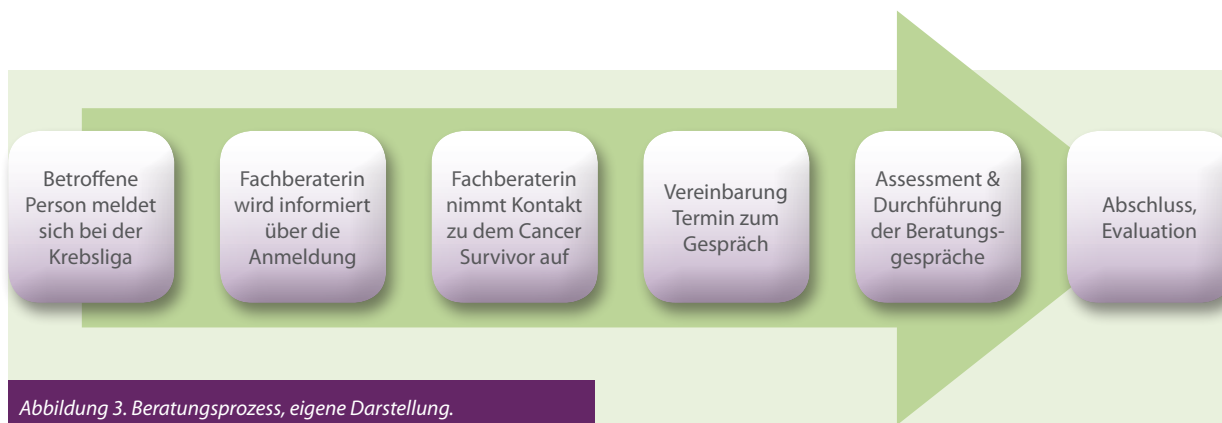 Betroffene
Person meldet
sich bei der
Krebsliga
Fachberaterin
wird informiert
über die
Anmeldung
Fachberaterin
nimmt Kontakt
zu dem Cancer
Survivor auf
Vereinbarung
Termin zum
Gespräch
Assessment &
Durchführung
der Beratungs-
gespräche
Abschluss,
Evaluation
Abbildung 3. Beratungsprozess, eigene Darstellung.